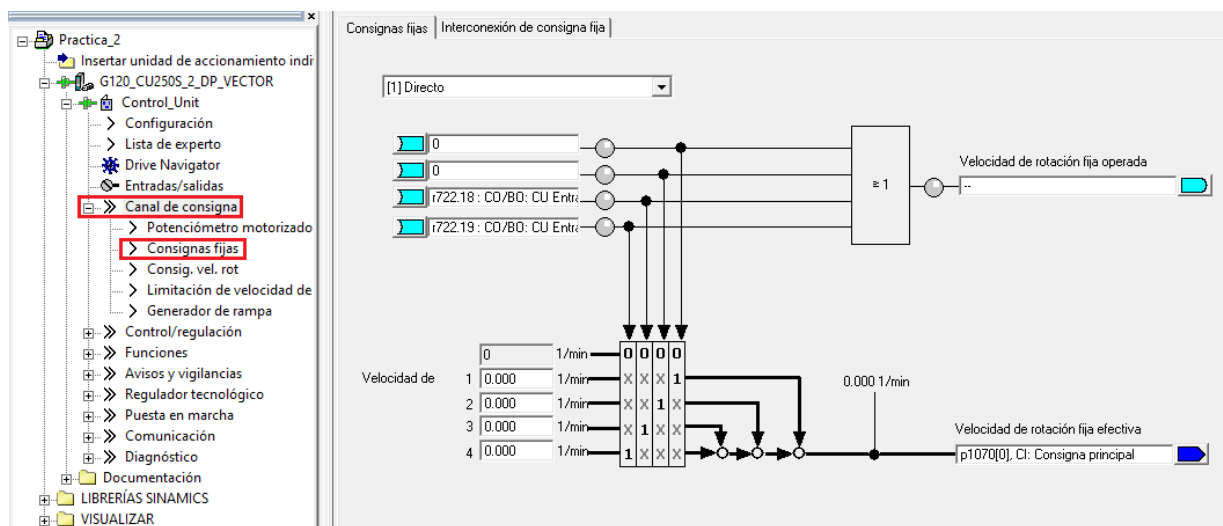 Practica_2
Insertar unidad de accionamiento indi
G120_CU250S_2_DP_VECTOR
Control_Unit
Configuración
Lista de experto
Drive Navigator
Entradas/salidas
Canal de consigna
Potenciómetro motorizado
Consignas fijas
Consig. vel. rot
Limitación de velocidad de
Generador de rampa
Control/regulación
Funciones
Avisos y vigilancias
Regulador tecnológico
Puesta en marcha
Comunicación
Diagnóstico
Documentación
LIBRERÍAS SINAMICS
VISUALIZAR
Consignas fijas Interconexión de consigna fija
[1] Directo
0
0
r722.18 : CO/BO: CU Entra
r722.19 : CO/BO: CU Entra
≥ 1
Velocidad de rotación fija operada
--
0 1/min 0 0 0 0
Velocidad de 1 0.000 1/min X X X 1
2 0.000 1/min X X 1 X
3 0.000 1/min X 1 X X
4 0.000 1/min 1 X X X
0.000 1/min
Velocidad de rotación fija efectiva
p1070[0], CI: Consigna principal